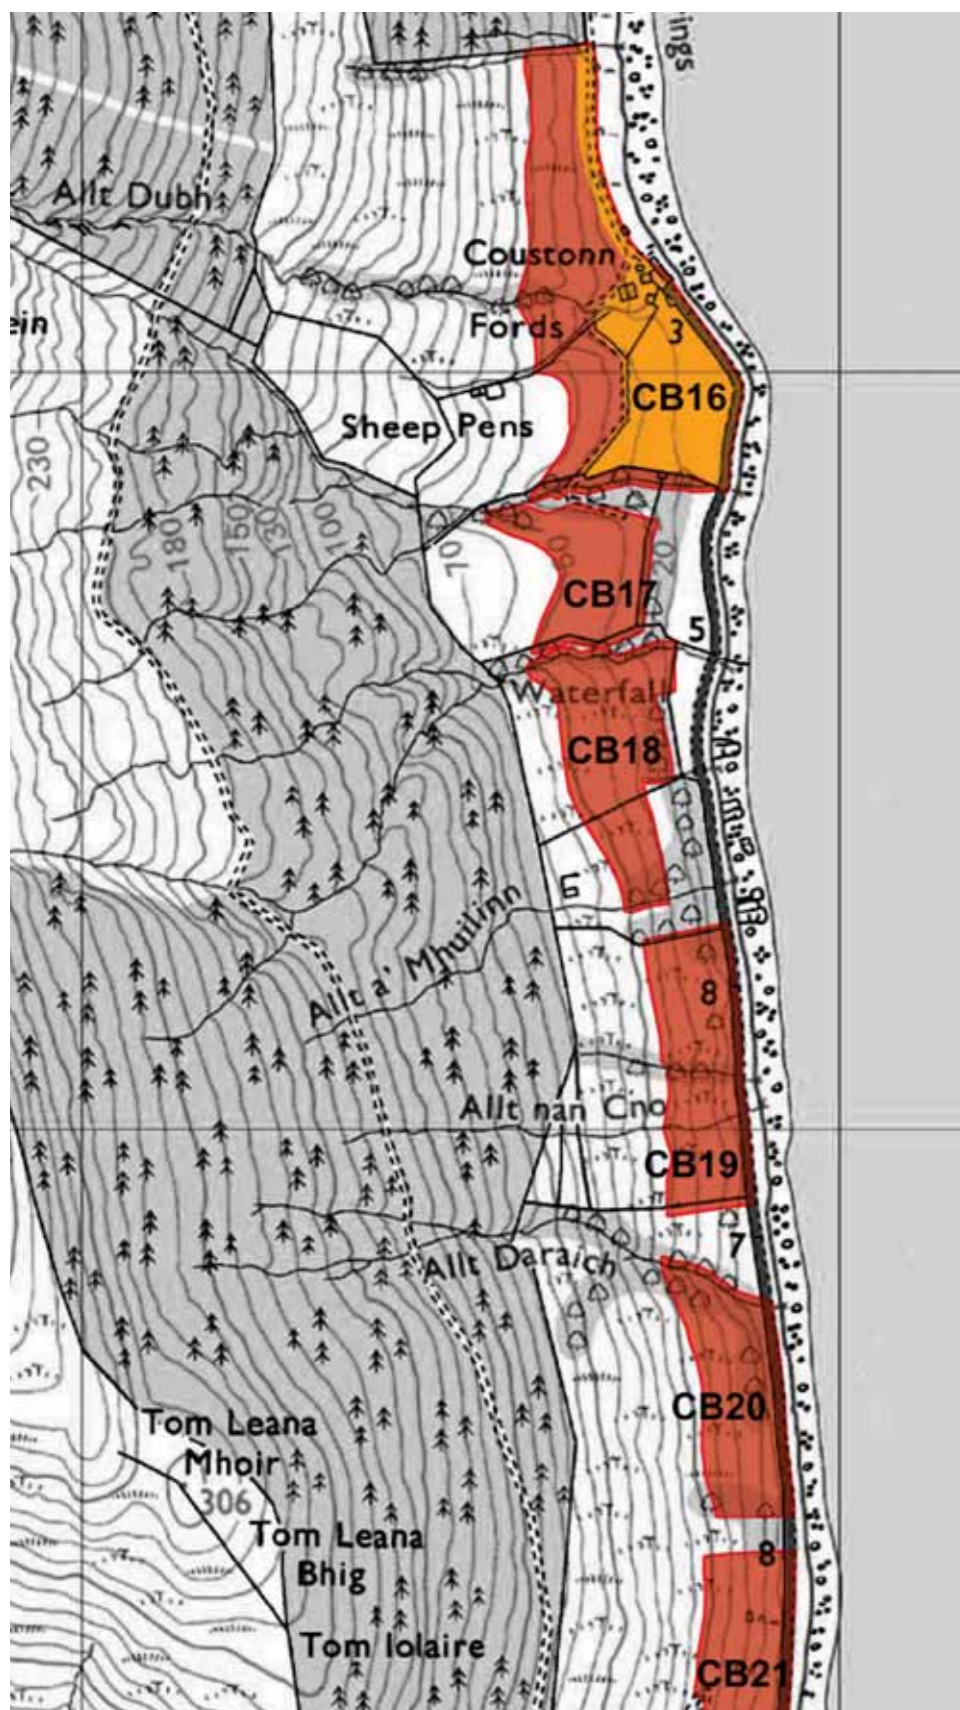 ings
Allt Dubh
Coustonn
ein
Fords
3
CB16
Sheep Pens
230
180
150
130
100
70
60
20
CB17
5
Waterfall
CB18
6
Allt a' Mhuilinn
8
Allt nan Cno
CB19
7
Allt Daraich
CB20
Tom Leana
Mhoir
306
Tom Leana
Bhig
8
Tom Iolaire
CB21